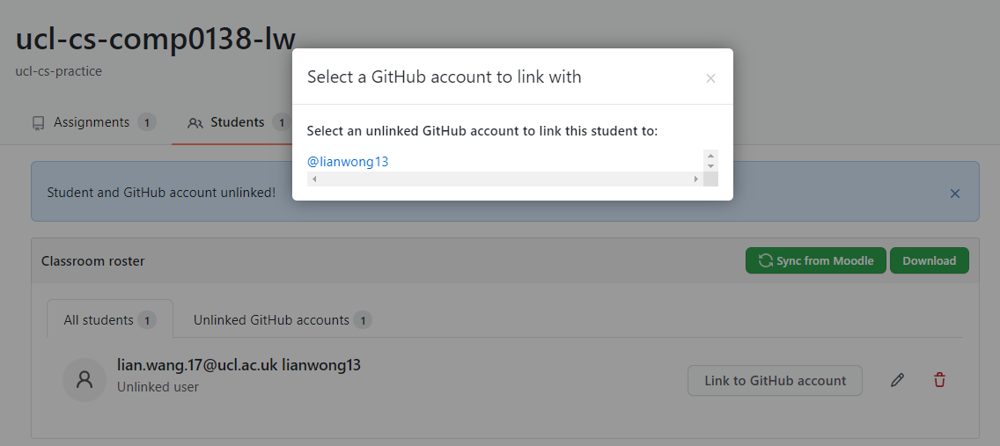 ucl-cs-comp0138-lw
ucl-cs-practice
Assignments 1
Students 1
Select a GitHub account to link with ×
Select an unlinked GitHub account to link this student to:
@lianwong13
Student and GitHub account unlinked! ×
Classroom roster
Sync from Moodle
Download
All students 1
Unlinked GitHub accounts 1
lian.wang.17@ucl.ac.uk lianwong13
Unlinked user
Link to GitHub account